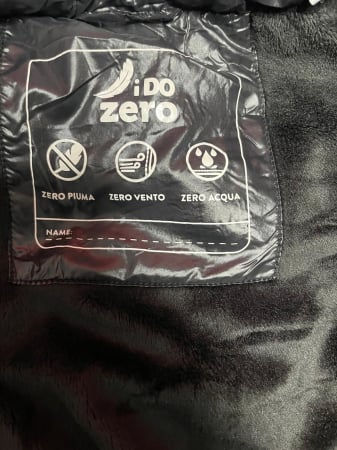 iDO
zero
ZERO PIUMA ZERO VENTO ZERO ACQUA
NAME: